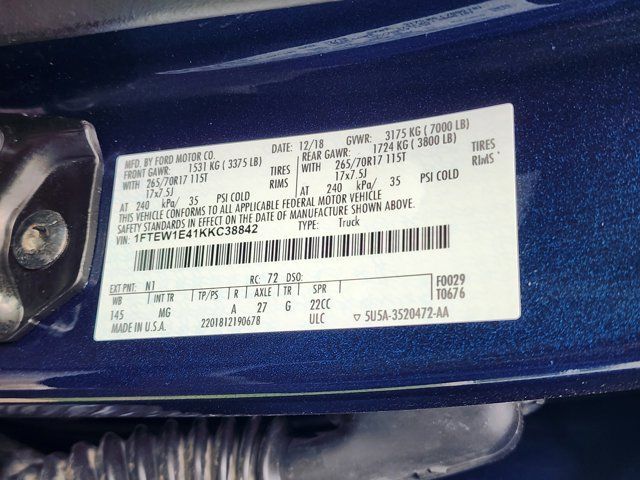 MFD. BY FORD MOTOR CO. DATE: 12/18 GVWR: 3175 KG ( 7000 LB)
FRONT GAWR: 1531 KG ( 3375 LB) REAR GAWR: 1724 KG ( 3800 LB)
WITH 265/70R17 115T TIRES WITH 265/70R17 115T TIRES
17x7.5J RIMS 17x7.5J RIMS
AT 240 kPa/ 35 PSI COLD AT 240 kPa/ 35 PSI COLD
THIS VEHICLE CONFORMS TO ALL APPLICABLE FEDERAL MOTOR VEHICLE
SAFETY STANDARDS IN EFFECT ON THE DATE OF MANUFACTURE SHOWN ABOVE.
VIN: 1FTEW1E41KKC38842 TYPE: Truck
EXT PNT: N1 RC: 72 DSO: F0029
WB INT TR TP/PS R AXLE TR SPR T0676
145 MG A 27 G 22CC
MADE IN U.S.A. 2201812190678 ULC ▽ 5U5A-3520472-AA